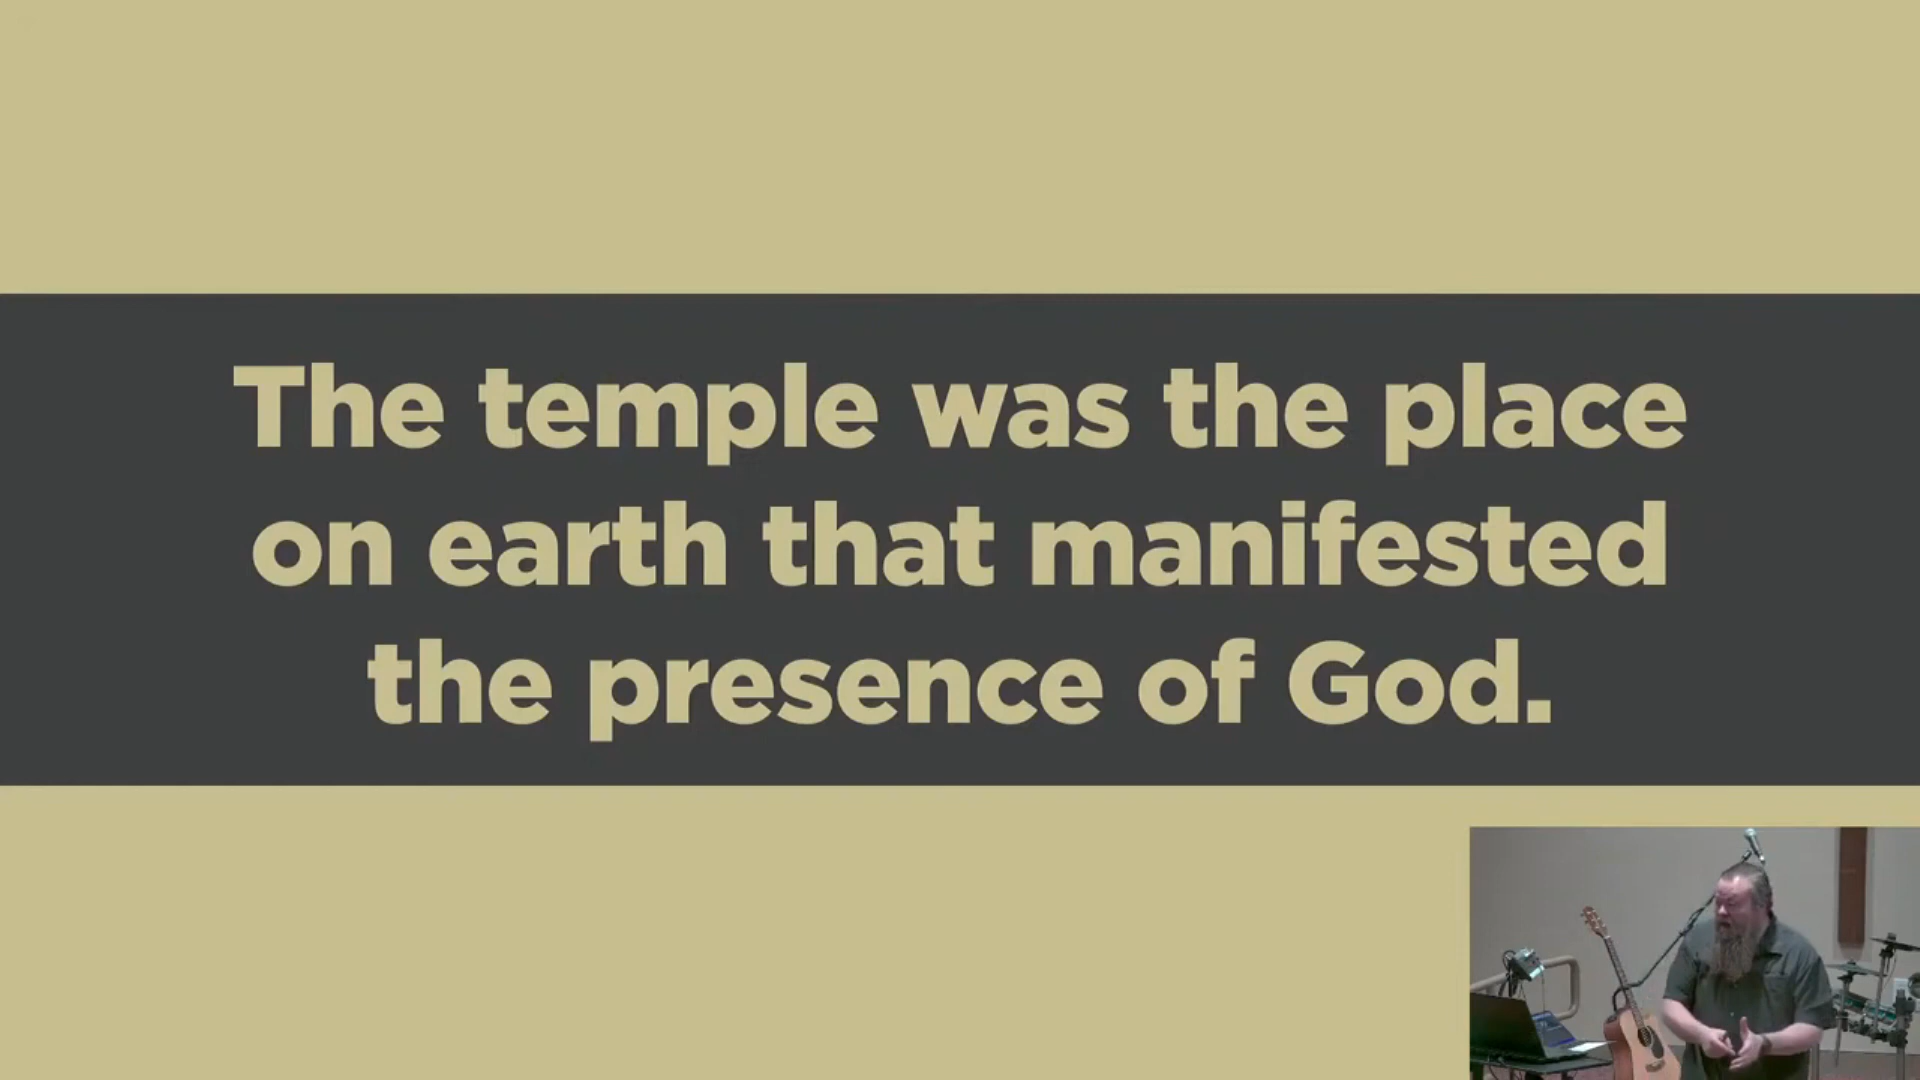 The temple was the place
on earth that manifested
the presence of God.